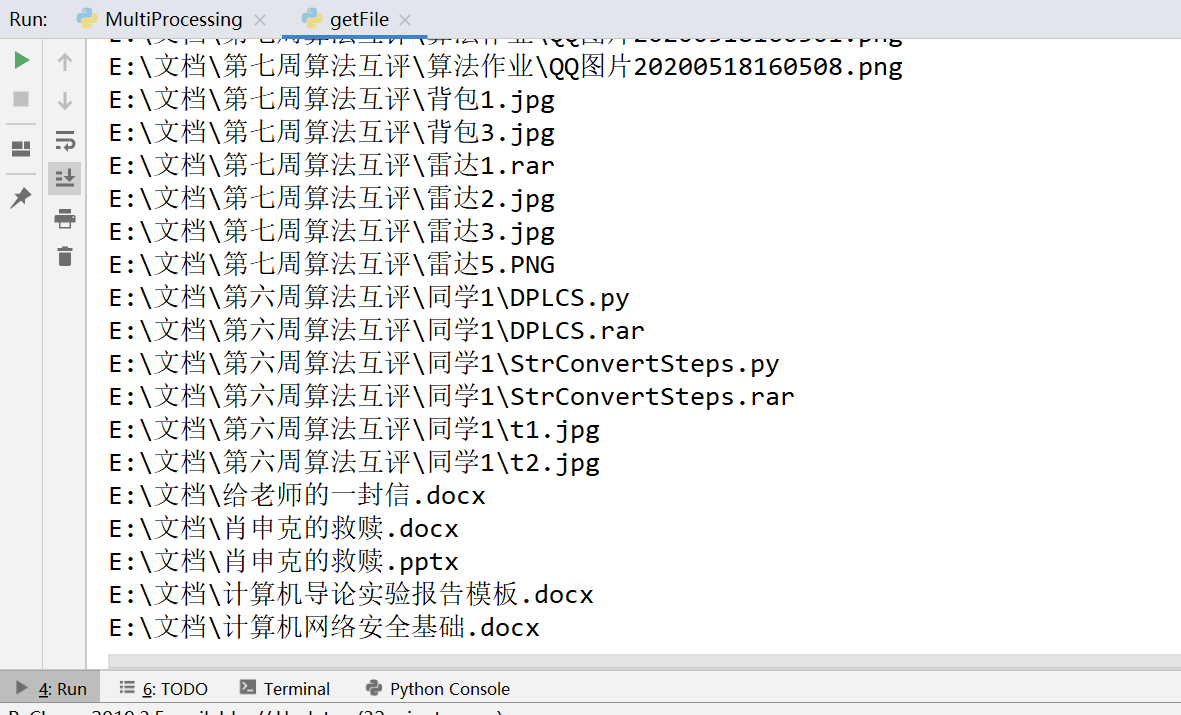 Run: MultiProcessing getFile
E:\文档\第七周算法互评\算法作业\QQ图片20200518160508.png
E:\文档\第七周算法互评\背包1.jpg
E:\文档\第七周算法互评\背包3.jpg
E:\文档\第七周算法互评\雷达1.rar
E:\文档\第七周算法互评\雷达2.jpg
E:\文档\第七周算法互评\雷达3.jpg
E:\文档\第七周算法互评\雷达5.PNG
E:\文档\第六周算法互评\同学1\DPLCS.py
E:\文档\第六周算法互评\同学1\DPLCS.rar
E:\文档\第六周算法互评\同学1\StrConvertSteps.py
E:\文档\第六周算法互评\同学1\StrConvertSteps.rar
E:\文档\第六周算法互评\同学1\t1.jpg
E:\文档\第六周算法互评\同学1\t2.jpg
E:\文档\给老师的一封信.docx
E:\文档\肖申克的救赎.docx
E:\文档\肖申克的救赎.pptx
E:\文档\计算机导论实验报告模板.docx
E:\文档\计算机网络安全基础.docx
4: Run 6: TODO Terminal Python Console